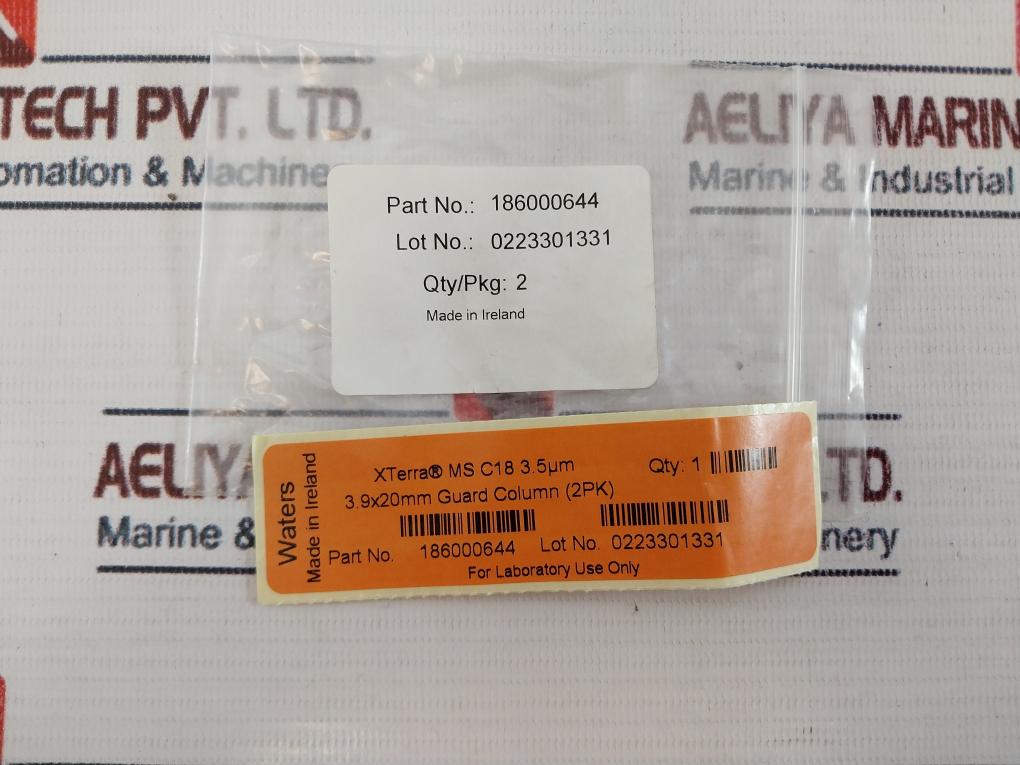 TECH PVT. LTD.
omation & Machine
AELIYA MARIN
Marine & Industrial
Part No.: 186000644
Lot No.: 0223301331
Qty/Pkg: 2
Made in Ireland
AELIYA
LTD.
Marine &
nery
Waters
Made in Ireland
XTerra® MS C18 3.5µm
Qty: 1
3.9x20mm Guard Column (2PK)
Part No. 186000644 Lot No. 0223301331
For Laboratory Use Only